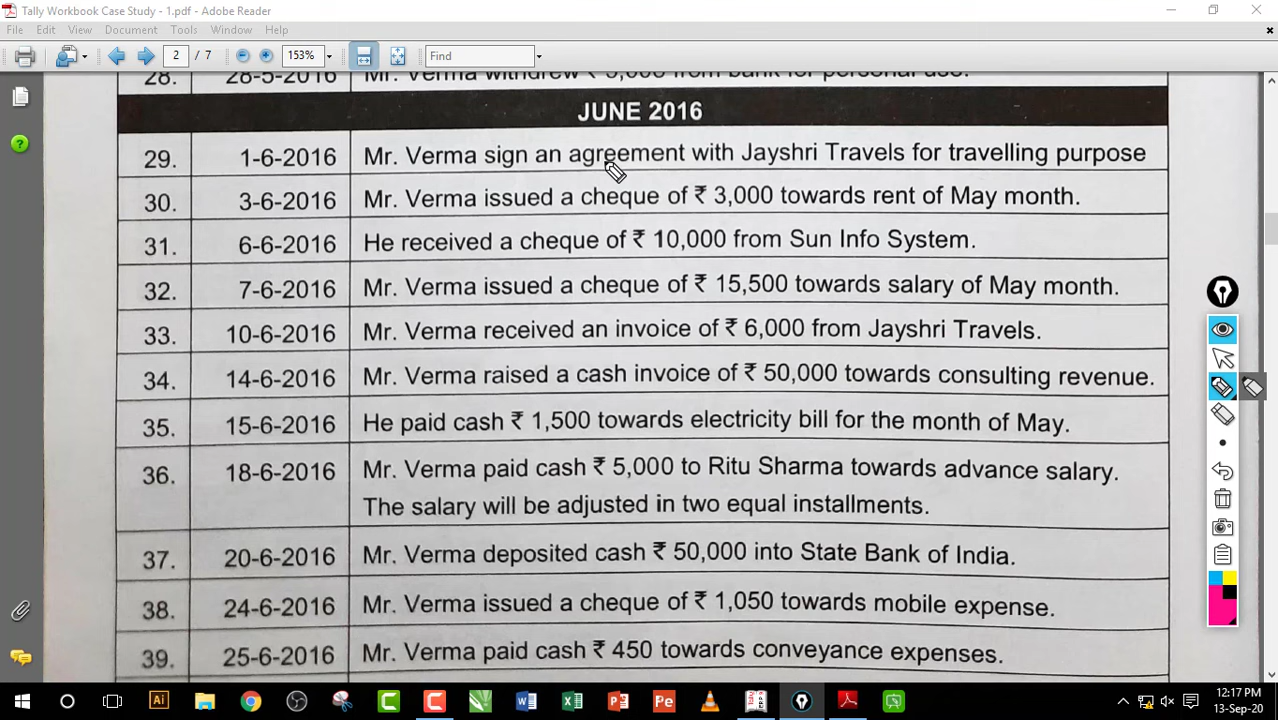 Tally Workbook Case Study - 1.pdf - Adobe Reader
File Edit View Document Tools Window Help
2 / 7 153% Find
28. 28-5-2016 Mr. Verma withdrew ₹ 5,000 from bank for personal use.
JUNE 2016
29. 1-6-2016 Mr. Verma sign an agreement with Jayshri Travels for travelling purpose
30. 3-6-2016 Mr. Verma issued a cheque of ₹ 3,000 towards rent of May month.
31. 6-6-2016 He received a cheque of ₹ 10,000 from Sun Info System.
32. 7-6-2016 Mr. Verma issued a cheque of ₹ 15,500 towards salary of May month.
33. 10-6-2016 Mr. Verma received an invoice of ₹ 6,000 from Jayshri Travels.
34. 14-6-2016 Mr. Verma raised a cash invoice of ₹ 50,000 towards consulting revenue.
35. 15-6-2016 He paid cash ₹ 1,500 towards electricity bill for the month of May.
36. 18-6-2016 Mr. Verma paid cash ₹ 5,000 to Ritu Sharma towards advance salary.
The salary will be adjusted in two equal installments.
37. 20-6-2016 Mr. Verma deposited cash ₹ 50,000 into State Bank of India.
38. 24-6-2016 Mr. Verma issued a cheque of ₹ 1,050 towards mobile expense.
39. 25-6-2016 Mr. Verma paid cash ₹ 450 towards conveyance expenses.
12:17 PM
13-Sep-20